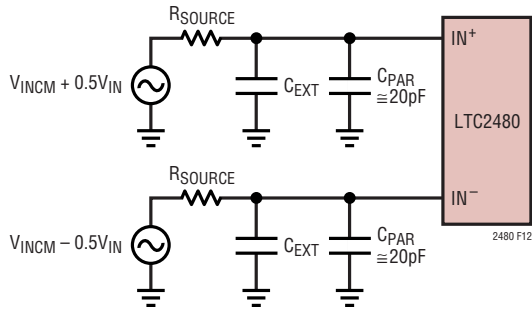 RSOURCE
VINCM + 0.5VIN
CEXT
CPAR
≅20pF
IN+
LTC2480
RSOURCE
VINCM – 0.5VIN
CEXT
CPAR
≅20pF
IN–
2480 F12